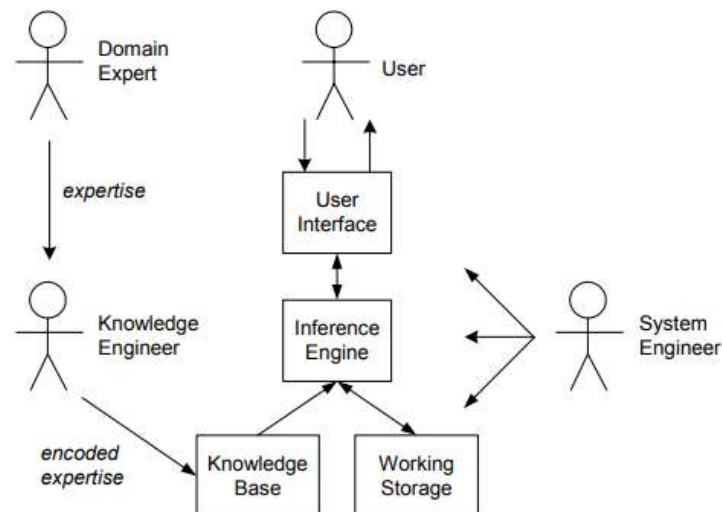 Domain
Expert
User
expertise
User
Interface
Knowledge
Engineer
Inference
Engine
System
Engineer
encoded
expertise
Knowledge
Base
Working
Storage